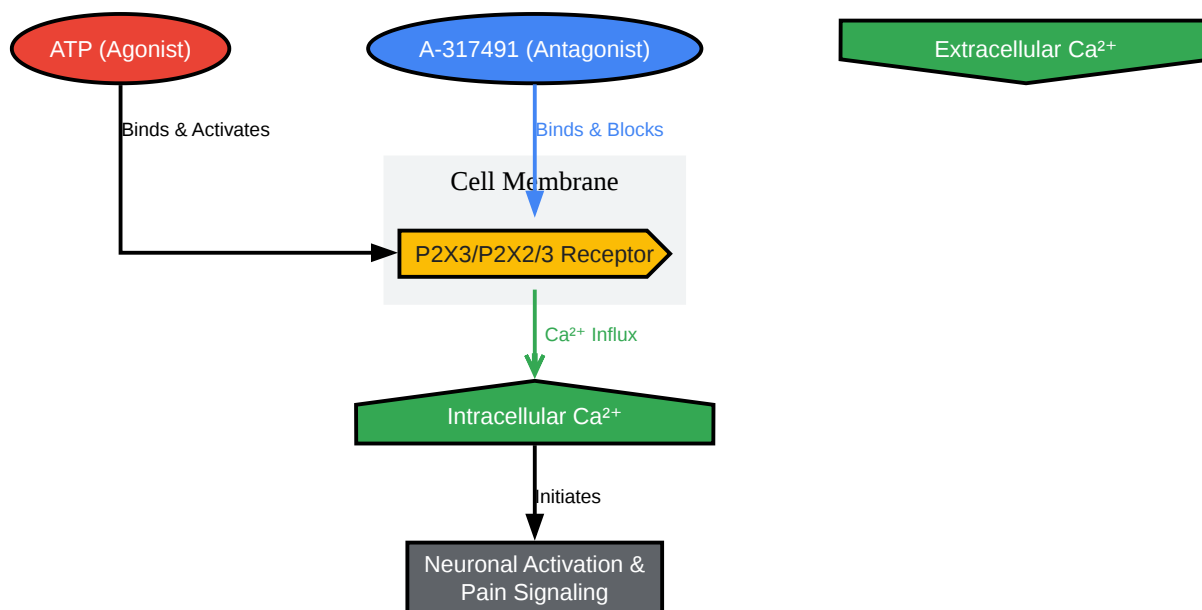 ATP (Agonist)
A-317491 (Antagonist)
Extracellular Ca²⁺
Binds & Activates
Binds & Blocks
Cell Membrane
P2X3/P2X2/3 Receptor
Ca²⁺ Influx
Intracellular Ca²⁺
Initiates
Neuronal Activation &
Pain Signaling